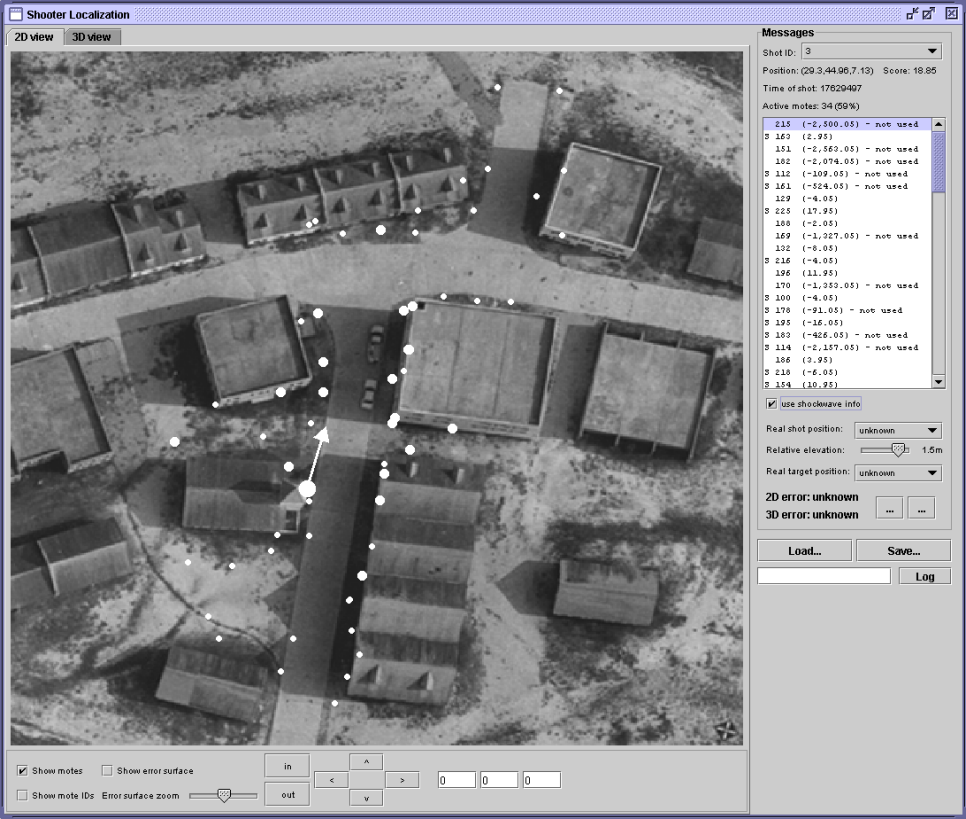 Shooter Localization
2D view
3D view
Messages
Shot ID: 3
Position: (29.3,44.96,7.13) Score: 18.85
Time of shot: 17629497
Active motes: 34 (59%)
215 (-2,500.05) - not used
S 163 (2.95)
151 (-2,563.05) - not used
182 (-2,074.05) - not used
S 112 (-109.05) - not used
S 161 (-524.05) - not used
129 (-4.05)
S 225 (17.95)
188 (-2.05)
169 (-1,327.05) - not used
132 (-8.05)
S 216 (-4.05)
196 (11.95)
170 (-1,353.05) - not used
S 100 (-4.05)
S 178 (-91.05) - not used
S 195 (-16.05)
S 183 (-426.05) - not used
S 114 (-2,157.05) - not used
186 (3.95)
S 218 (-6.05)
S 154 (10.95)
use shockwave info
Real shot position: unknown
Relative elevation: 1.5m
Real target position: unknown
2D error: unknown
3D error: unknown
... ...
Load... Save...
Log
Show motes Show error surface
Show mote IDs Error surface zoom
in
out
^
< >
v
0 0 0